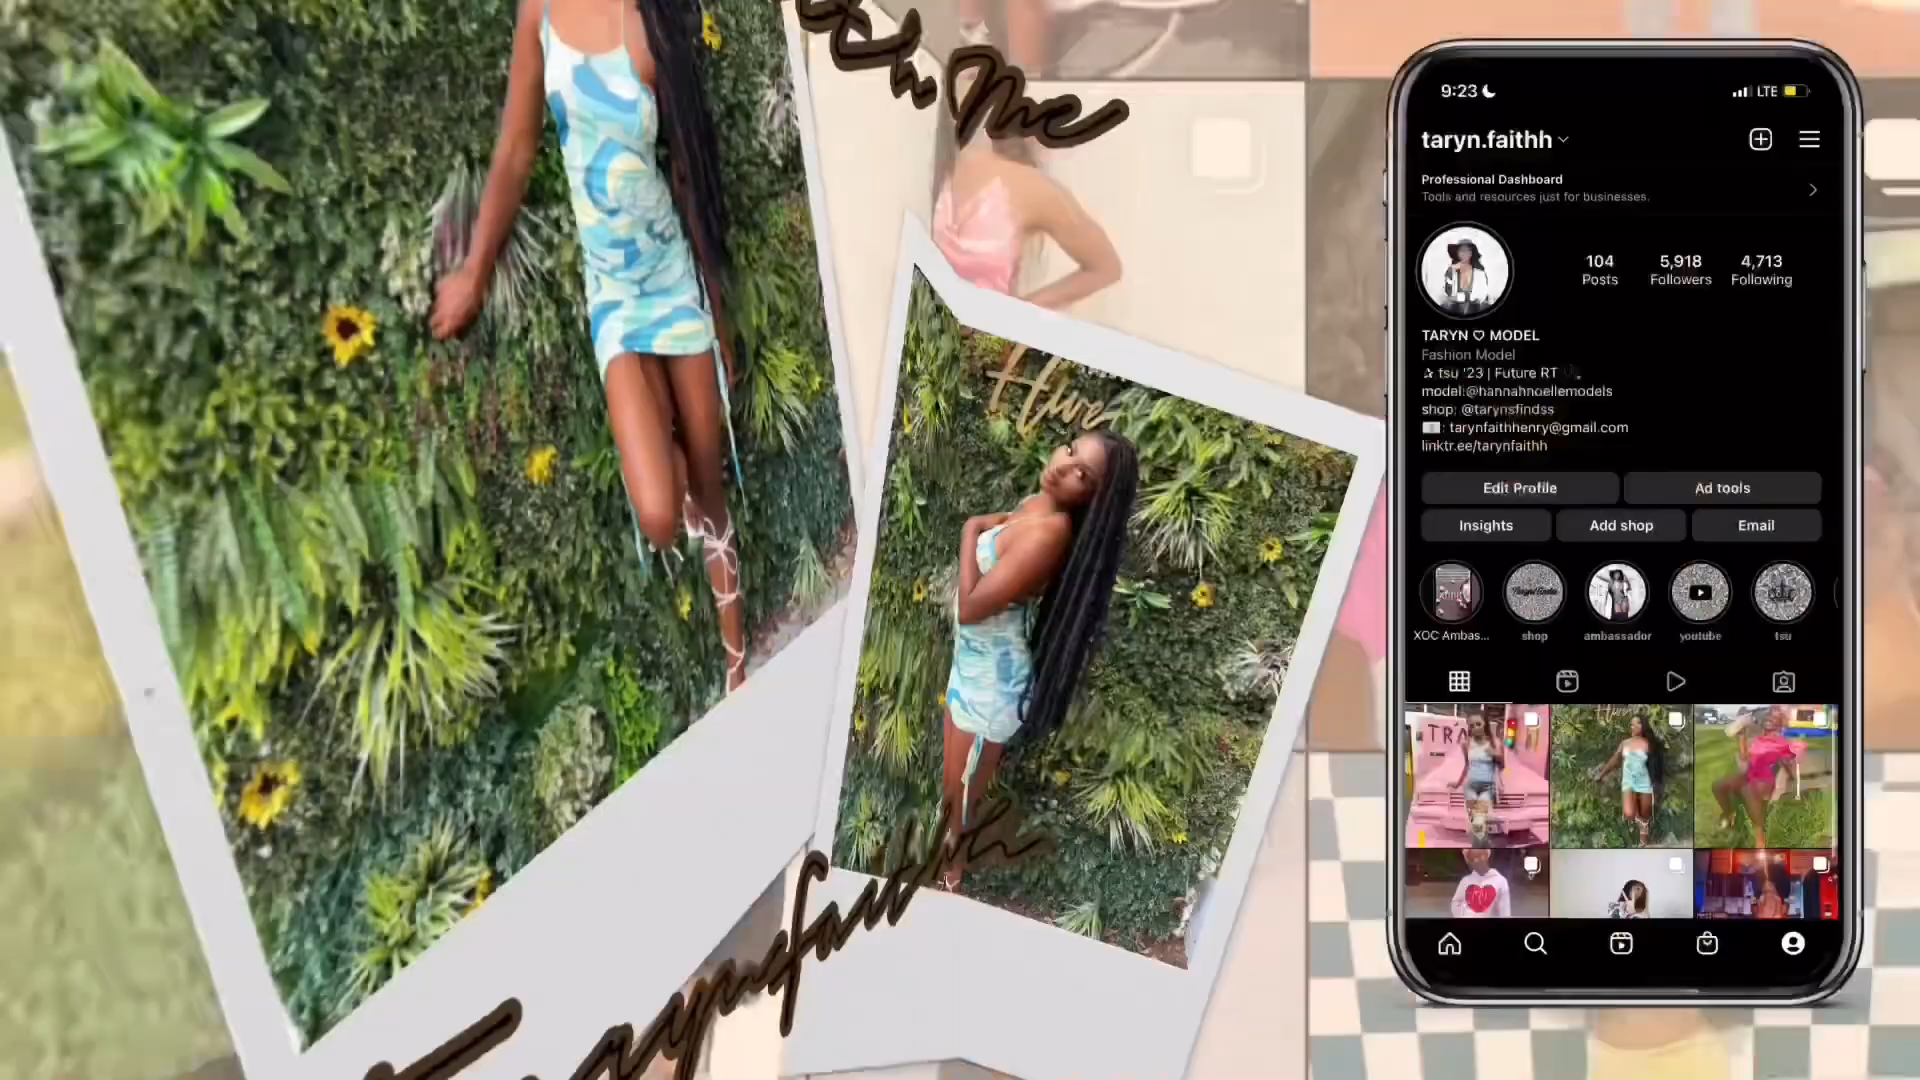 Me
Hive
Tarynfaithh
9:23
LTE
taryn.faithh
Professional Dashboard
Tools and resources just for businesses.
104
5,918
4,713
Posts
Followers
Following
TARYN ♡ MODEL
Fashion Model
✰ tsu '23 | Future RT
model:@hannahnoellemodels
shop: @tarynsfindss
📧: tarynfaithhenry@gmail.com
linktr.ee/tarynfaithh
Edit Profile
Ad tools
Insights
Add shop
Email
XOC Ambas...
shop
ambassador
youtube
tsu